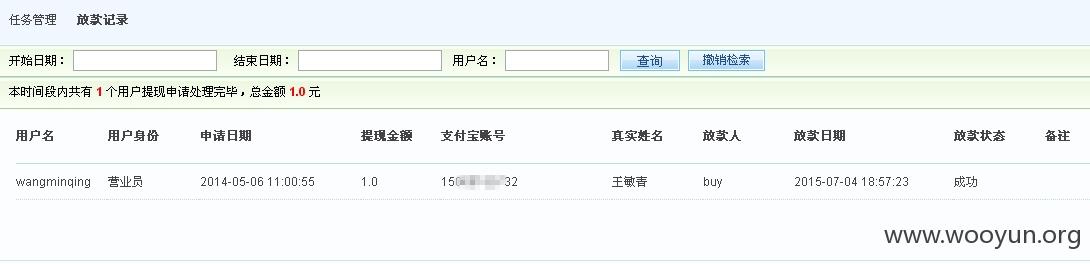 任务管理 放款记录
开始日期： 结束日期： 用户名： 查询 撤销检索
本时间段内共有 1 个用户提现申请处理完毕，总金额 1.0 元
用户名 用户身份 申请日期 提现金额 支付宝账号 真实姓名 放款人 放款日期 放款状态 备注
wangminqing 营业员 2014-05-06 11:00:55 1.0 150 32 王敏青 buy 2015-07-04 18:57:23 成功
www.wooyun.org